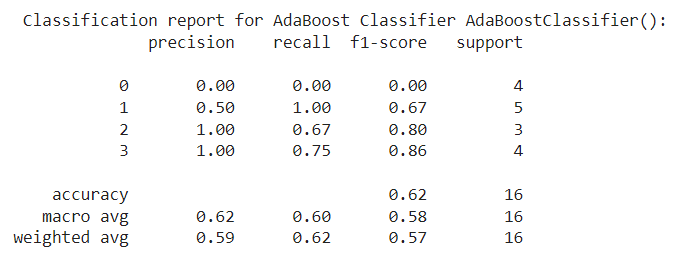 Classification report for AdaBoost Classifier AdaBoostClassifier():
precision recall f1-score support
0 0.00 0.00 0.00 4
1 0.50 1.00 0.67 5
2 1.00 0.67 0.80 3
3 1.00 0.75 0.86 4
accuracy 0.62 16
macro avg 0.62 0.60 0.58 16
weighted avg 0.59 0.62 0.57 16